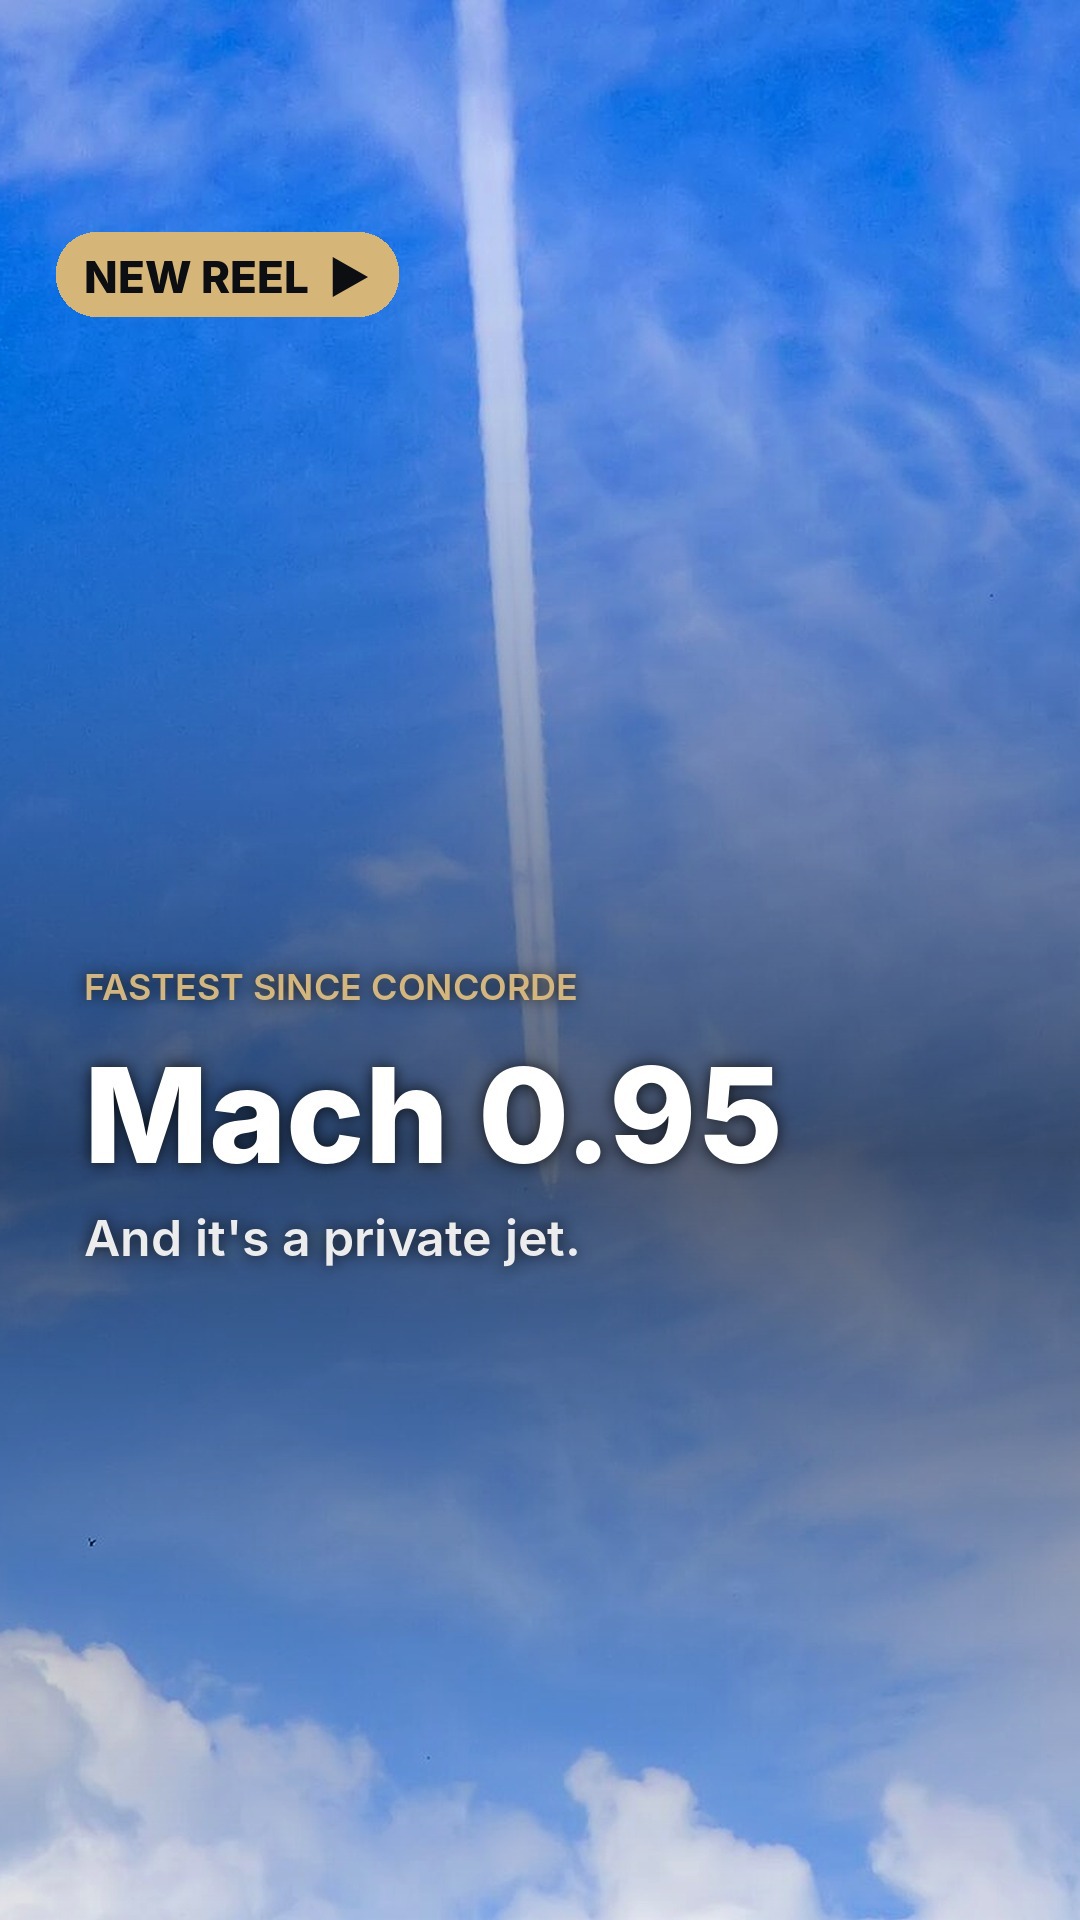 NEW REEL ▶
FASTEST SINCE CONCORDE
Mach 0.95
And it's a private jet.